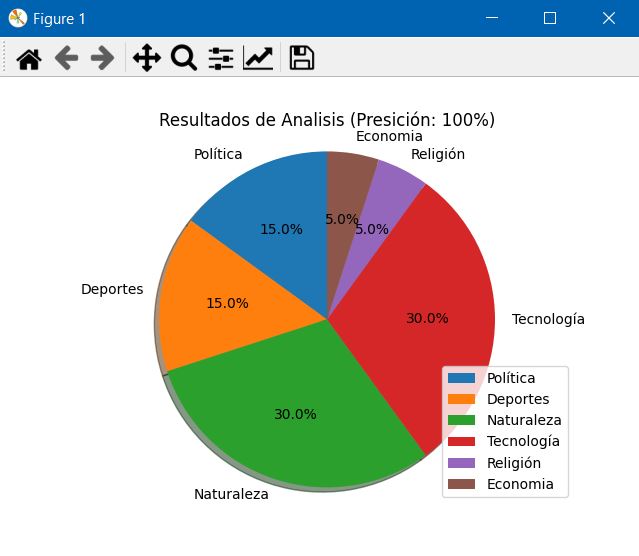 Figure 1
Resultados de Analisis (Presición: 100%)
Economia
Política
Religión
5.0%
15.0%
5.0%
Deportes
15.0%
30.0%
Tecnología
30.0%
Naturaleza
Política
Deportes
Naturaleza
Tecnología
Religión
Economia